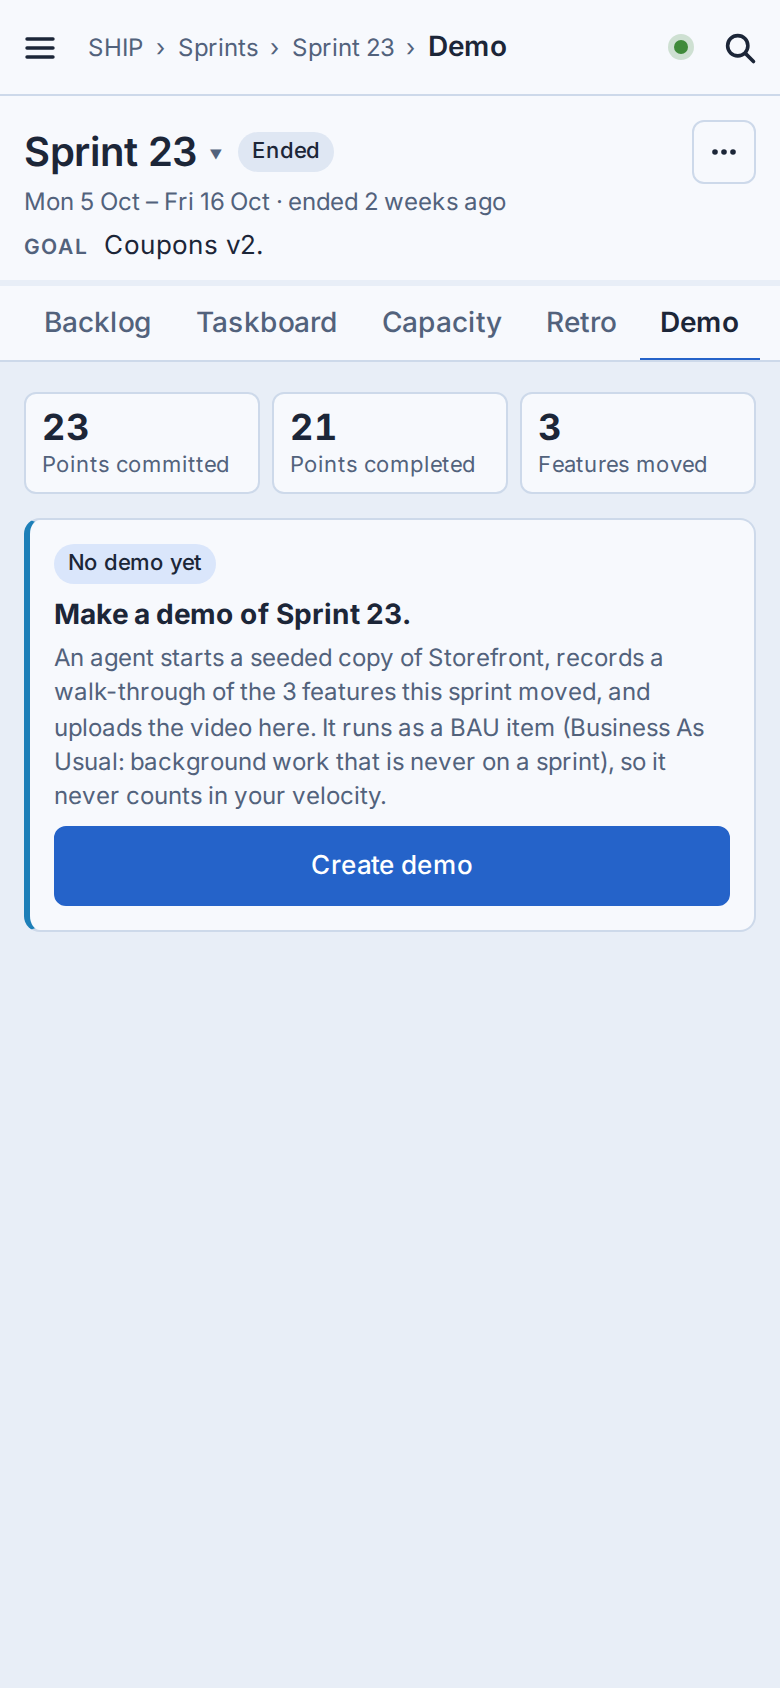 SHIP › Sprints › Sprint 23 › Demo
Sprint 23 ▾ Ended
Mon 5 Oct – Fri 16 Oct · ended 2 weeks ago
GOAL Coupons v2.
Backlog Taskboard Capacity Retro Demo
23 21 3
Points committed Points completed Features moved
No demo yet
Make a demo of Sprint 23.
An agent starts a seeded copy of Storefront, records a
walk-through of the 3 features this sprint moved, and
uploads the video here. It runs as a BAU item (Business As
Usual: background work that is never on a sprint), so it
never counts in your velocity.
Create demo